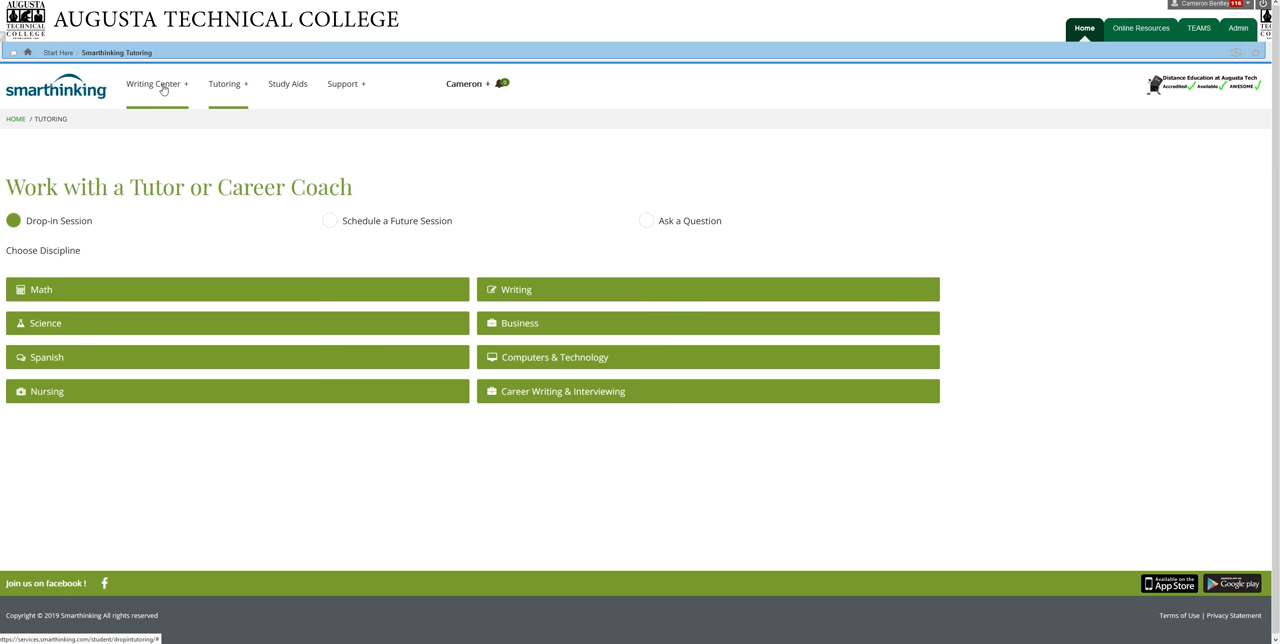 AUGUSTA
TECHNICAL
COLLEGE
AUGUSTA TECHNICAL COLLEGE
Cameron Bentley 116
Home Online Resources TEAMS Admin
Start Here Smarthinking Tutoring
smarthinking Writing Center + Tutoring + Study Aids Support + Cameron + 0
Distance Education at Augusta Tech
Accredited Available AWESOME
HOME / TUTORING
Work with a Tutor or Career Coach
Drop-in Session Schedule a Future Session Ask a Question
Choose Discipline
Math Writing
Science Business
Spanish Computers & Technology
Nursing Career Writing & Interviewing
Join us on facebook ! Available on the App Store Google play
Copyright © 2019 Smarthinking All rights reserved Terms of Use | Privacy Statement
https://services.smarthinking.com/student/dropintutoring/#